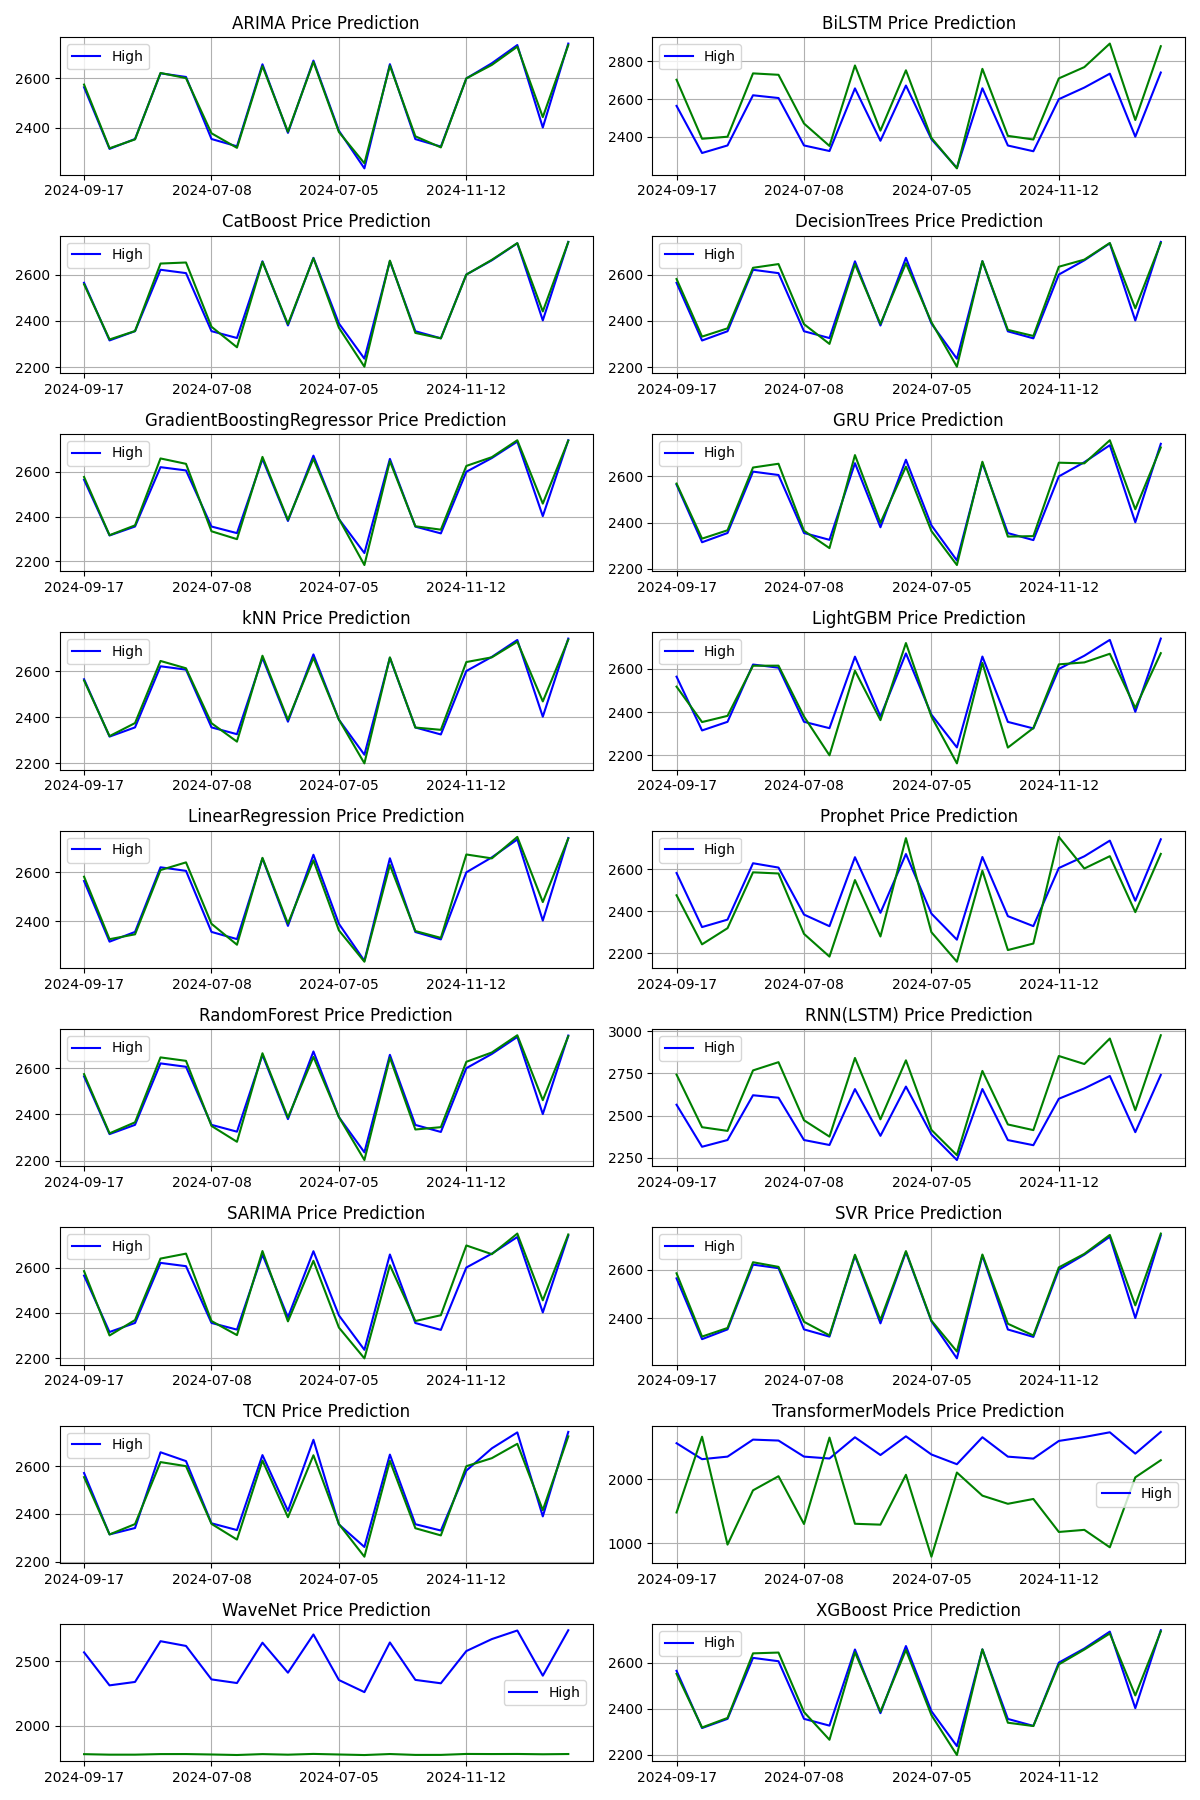 ARIMA Price Prediction
High
2600
2400
2024-09-17 2024-07-08 2024-07-05 2024-11-12
BiLSTM Price Prediction
High
2800
2600
2400
2024-09-17 2024-07-08 2024-07-05 2024-11-12
CatBoost Price Prediction
High
2600
2400
2200
2024-09-17 2024-07-08 2024-07-05 2024-11-12
DecisionTrees Price Prediction
High
2600
2400
2200
2024-09-17 2024-07-08 2024-07-05 2024-11-12
GradientBoostingRegressor Price Prediction
High
2600
2400
2200
2024-09-17 2024-07-08 2024-07-05 2024-11-12
GRU Price Prediction
High
2600
2400
2200
2024-09-17 2024-07-08 2024-07-05 2024-11-12
kNN Price Prediction
High
2600
2400
2200
2024-09-17 2024-07-08 2024-07-05 2024-11-12
LightGBM Price Prediction
High
2600
2400
2200
2024-09-17 2024-07-08 2024-07-05 2024-11-12
LinearRegression Price Prediction
High
2600
2400
2024-09-17 2024-07-08 2024-07-05 2024-11-12
Prophet Price Prediction
High
2600
2400
2200
2024-09-17 2024-07-08 2024-07-05 2024-11-12
RandomForest Price Prediction
High
2600
2400
2200
2024-09-17 2024-07-08 2024-07-05 2024-11-12
RNN(LSTM) Price Prediction
High
3000
2750
2500
2250
2024-09-17 2024-07-08 2024-07-05 2024-11-12
SARIMA Price Prediction
High
2600
2400
2200
2024-09-17 2024-07-08 2024-07-05 2024-11-12
SVR Price Prediction
High
2600
2400
2024-09-17 2024-07-08 2024-07-05 2024-11-12
TCN Price Prediction
High
2600
2400
2200
2024-09-17 2024-07-08 2024-07-05 2024-11-12
TransformerModels Price Prediction
2000
High
1000
2024-09-17 2024-07-08 2024-07-05 2024-11-12
WaveNet Price Prediction
2500
High
2000
2024-09-17 2024-07-08 2024-07-05 2024-11-12
XGBoost Price Prediction
High
2600
2400
2200
2024-09-17 2024-07-08 2024-07-05 2024-11-12